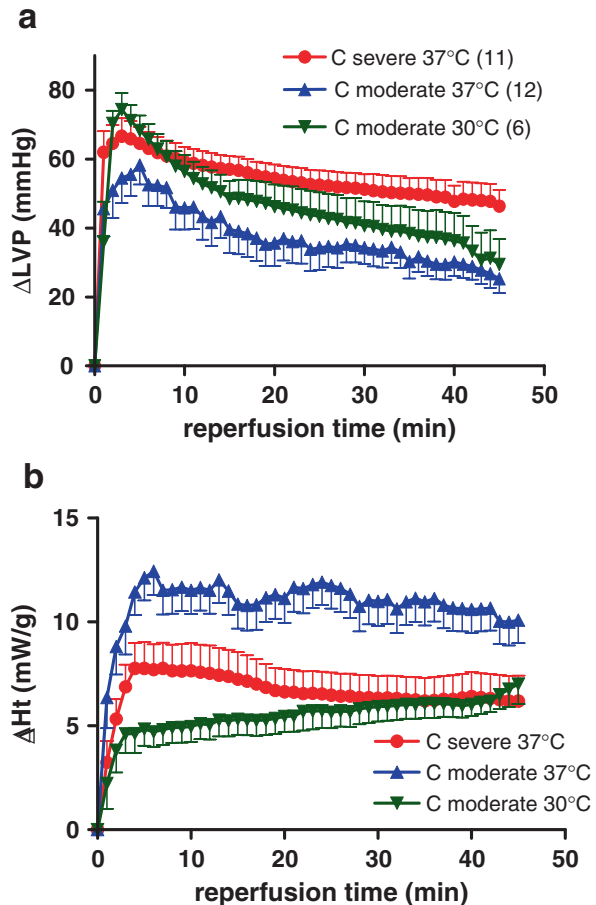 a
C severe 37°C (11)
C moderate 37°C (12)
C moderate 30°C (6)
ΔLVP (mmHg)
80
60
40
20
0
0 10 20 30 40 50
reperfusion time (min)
b
ΔHt (mW/g)
15
10
5
0
C severe 37°C
C moderate 37°C
C moderate 30°C
0 10 20 30 40 50
reperfusion time (min)